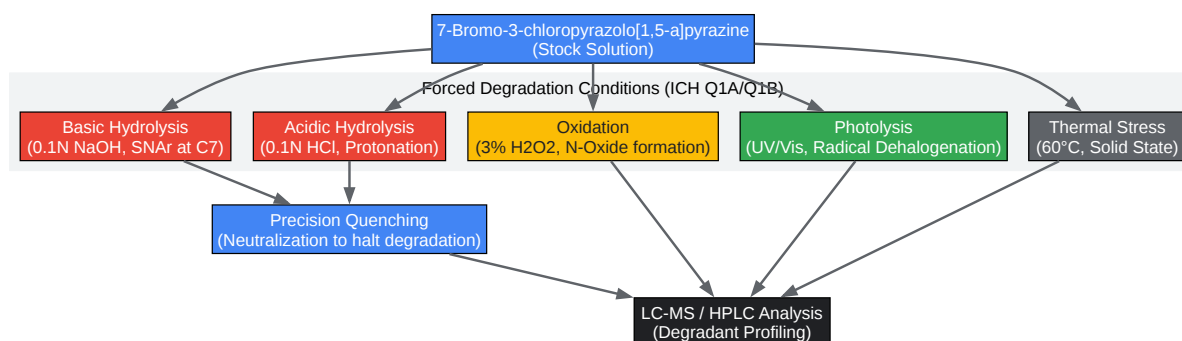 7-Bromo-3-chloropyrazolo[1,5-a]pyrazine
(Stock Solution)
Forced Degradation Conditions (ICH Q1A/Q1B)
Basic Hydrolysis
(0.1N NaOH, SNAr at C7)
Acidic Hydrolysis
(0.1N HCl, Protonation)
Oxidation
(3% H2O2, N-Oxide formation)
Photolysis
(UV/Vis, Radical Dehalogenation)
Thermal Stress
(60°C, Solid State)
Precision Quenching
(Neutralization to halt degradation)
LC-MS / HPLC Analysis
(Degradant Profiling)